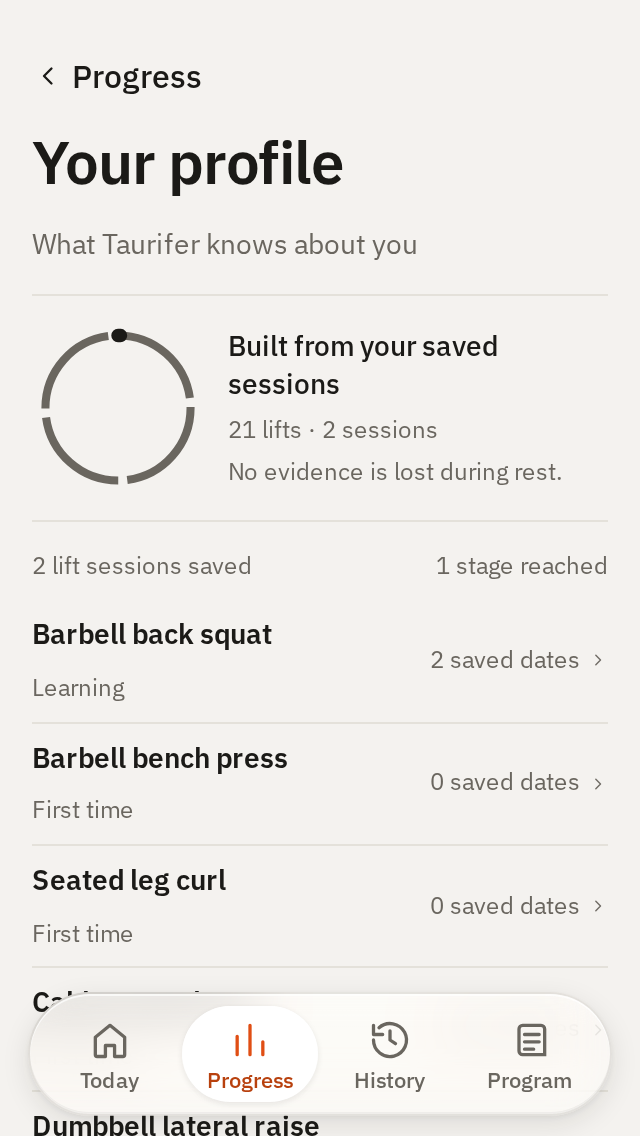 Progress
Your profile
What Taurifer knows about you
Built from your saved
sessions
21 lifts · 2 sessions
No evidence is lost during rest.
2 lift sessions saved
1 stage reached
Barbell back squat
2 saved dates
Learning
Barbell bench press
0 saved dates
First time
Seated leg curl
0 saved dates
First time
Today
Progress
History
Program
Dumbbell lateral raise